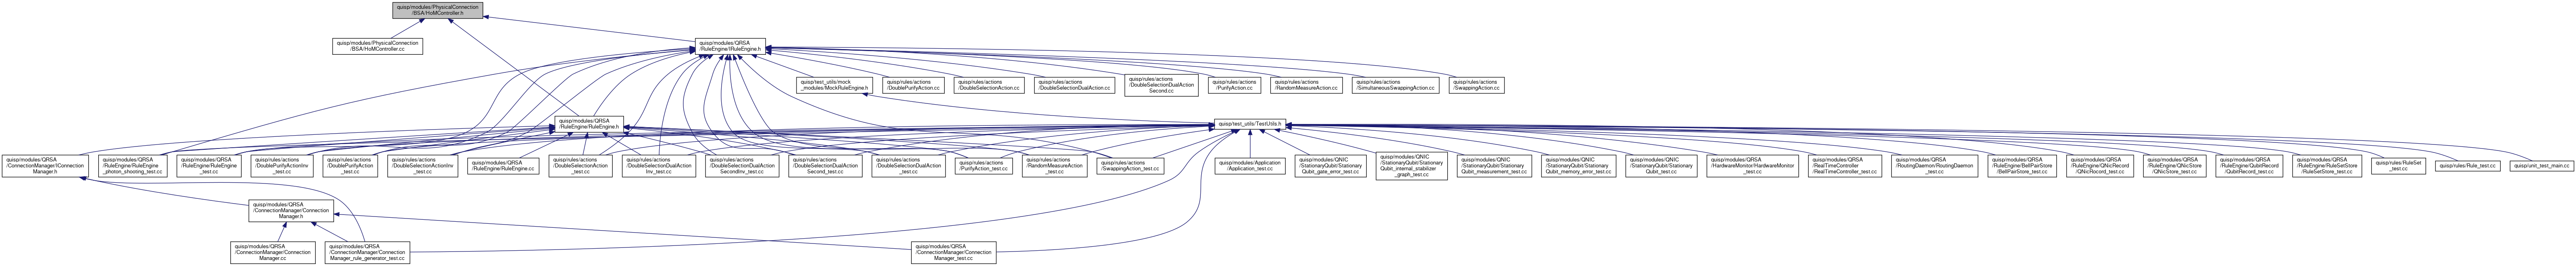 quisp/modules/PhysicalConnection
/BSA/HoMController.h
quisp/modules/PhysicalConnection
/BSA/HoMController.cc
quisp/modules/QRSA
/RuleEngine/IRuleEngine.h
quisp/test_utils/mock
_modules/MockRuleEngine.h
quisp/rules/actions
/DoublePurifyAction.cc
quisp/rules/actions
/DoubleSelectionAction.cc
quisp/rules/actions
/DoubleSelectionDualAction.cc
quisp/rules/actions
/DoubleSelectionDualAction
Second.cc
quisp/rules/actions
/PurifyAction.cc
quisp/rules/actions
/RandomMeasureAction.cc
quisp/rules/actions
/SimultaneousSwappingAction.cc
quisp/rules/actions
/SwappingAction.cc
quisp/modules/QRSA
/RuleEngine/RuleEngine.h
quisp/test_utils/TestUtils.h
quisp/modules/QRSA
/ConnectionManager/IConnection
Manager.h
quisp/modules/QRSA
/RuleEngine/RuleEngine
_photon_shooting_test.cc
quisp/modules/QRSA
/RuleEngine/RuleEngine
_test.cc
quisp/rules/actions
/DoublePurifyActionInv
_test.cc
quisp/rules/actions
/DoublePurifyAction
_test.cc
quisp/rules/actions
/DoubleSelectionActionInv
_test.cc
quisp/modules/QRSA
/RuleEngine/RuleEngine.cc
quisp/rules/actions
/DoubleSelectionAction
_test.cc
quisp/rules/actions
/DoubleSelectionDualAction
Inv_test.cc
quisp/rules/actions
/DoubleSelectionDualAction
SecondInv_test.cc
quisp/rules/actions
/DoubleSelectionDualAction
Second_test.cc
quisp/rules/actions
/DoubleSelectionDualAction
_test.cc
quisp/rules/actions
/PurifyAction_test.cc
quisp/rules/actions
/RandomMeasureAction
_test.cc
quisp/rules/actions
/SwappingAction_test.cc
quisp/modules/Application
/Application_test.cc
quisp/modules/QNIC
/StationaryQubit/Stationary
Qubit_gate_error_test.cc
quisp/modules/QNIC
/StationaryQubit/Stationary
Qubit_internal_stabilizer
_graph_test.cc
quisp/modules/QNIC
/StationaryQubit/Stationary
Qubit_measurement_test.cc
quisp/modules/QNIC
/StationaryQubit/Stationary
Qubit_memory_error_test.cc
quisp/modules/QNIC
/StationaryQubit/Stationary
Qubit_test.cc
quisp/modules/QRSA
/HardwareMonitor/HardwareMonitor
_test.cc
quisp/modules/QRSA
/RealTimeController
/RealTimeController_test.cc
quisp/modules/QRSA
/RoutingDaemon/RoutingDaemon
_test.cc
quisp/modules/QRSA
/RuleEngine/BellPairStore
/BellPairStore_test.cc
quisp/modules/QRSA
/RuleEngine/QNicRecord
/QNicRocord_test.cc
quisp/modules/QRSA
/RuleEngine/QNicStore
/QNicStore_test.cc
quisp/modules/QRSA
/RuleEngine/QubitRecord
/QubitRecord_test.cc
quisp/modules/QRSA
/RuleEngine/RuleSetStore
/RuleSetStore_test.cc
quisp/rules/RuleSet
_test.cc
quisp/rules/Rule_test.cc
quisp/unit_test_main.cc
quisp/modules/QRSA
/ConnectionManager/Connection
Manager.h
quisp/modules/QRSA
/ConnectionManager/Connection
Manager.cc
quisp/modules/QRSA
/ConnectionManager/Connection
Manager_rule_generator_test.cc
quisp/modules/QRSA
/ConnectionManager/Connection
Manager_test.cc